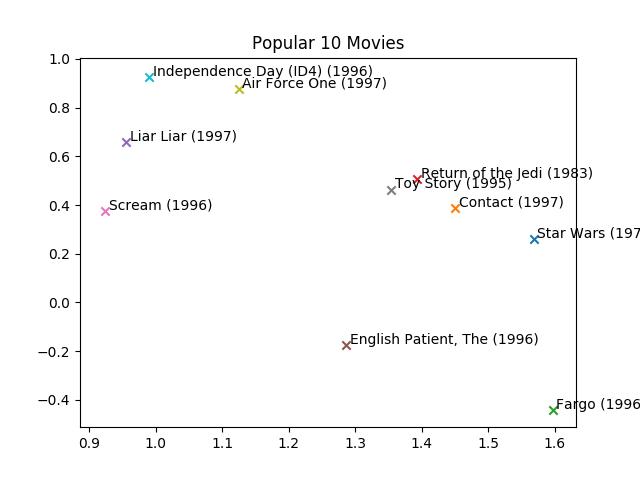 Popular 10 Movies
1.0
0.8
0.6
0.4
0.2
0.0
−0.2
−0.4
Independence Day (ID4) (1996)
Air Force One (1997)
Liar Liar (1997)
Return of the Jedi (1983)
Toy Story (1995)
Contact (1997)
Scream (1996)
Star Wars (197
English Patient, The (1996)
Fargo (1996
0.9 1.0 1.1 1.2 1.3 1.4 1.5 1.6